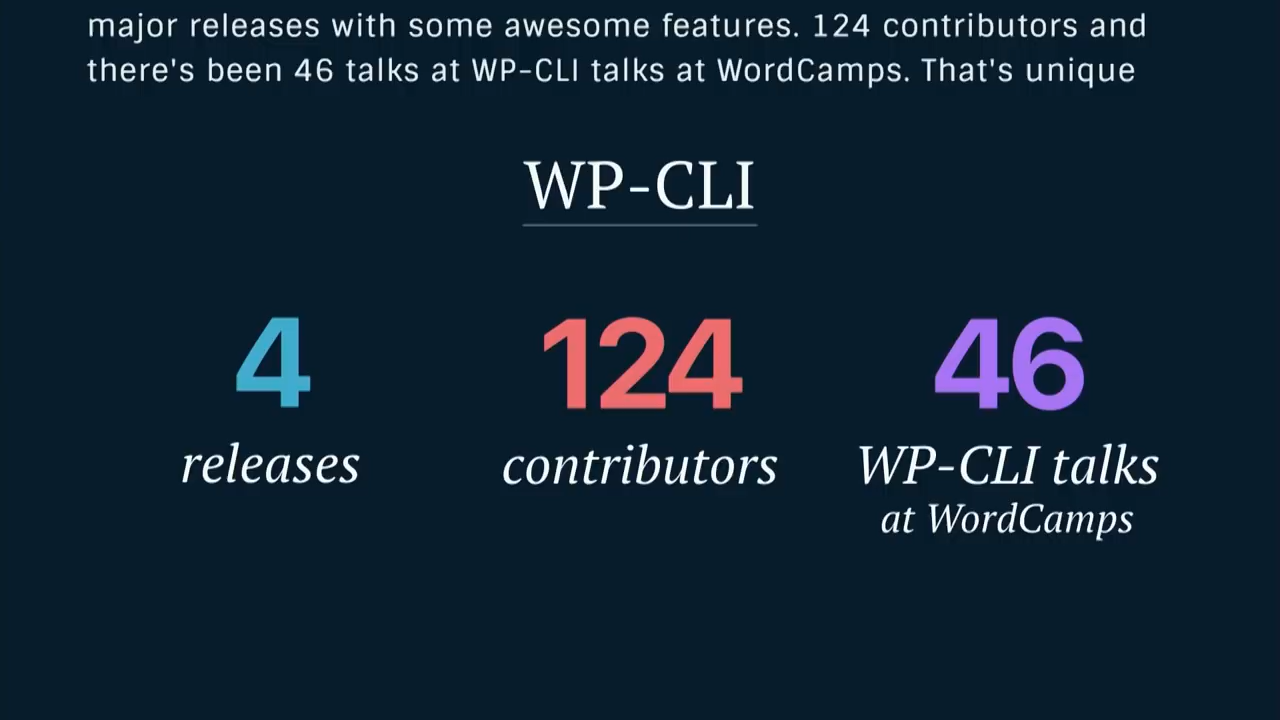 major releases with some awesome features. 124 contributors and
there's been 46 talks at WP-CLI talks at WordCamps. That's unique
WP-CLI
4
releases
124
contributors
46
WP-CLI talks
at WordCamps